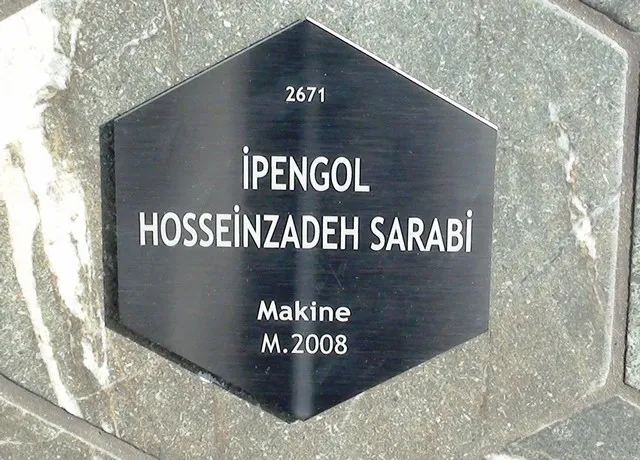 2671
İPENGOL
HOSSEİNZADEH SARABİ
Makine
M.2008